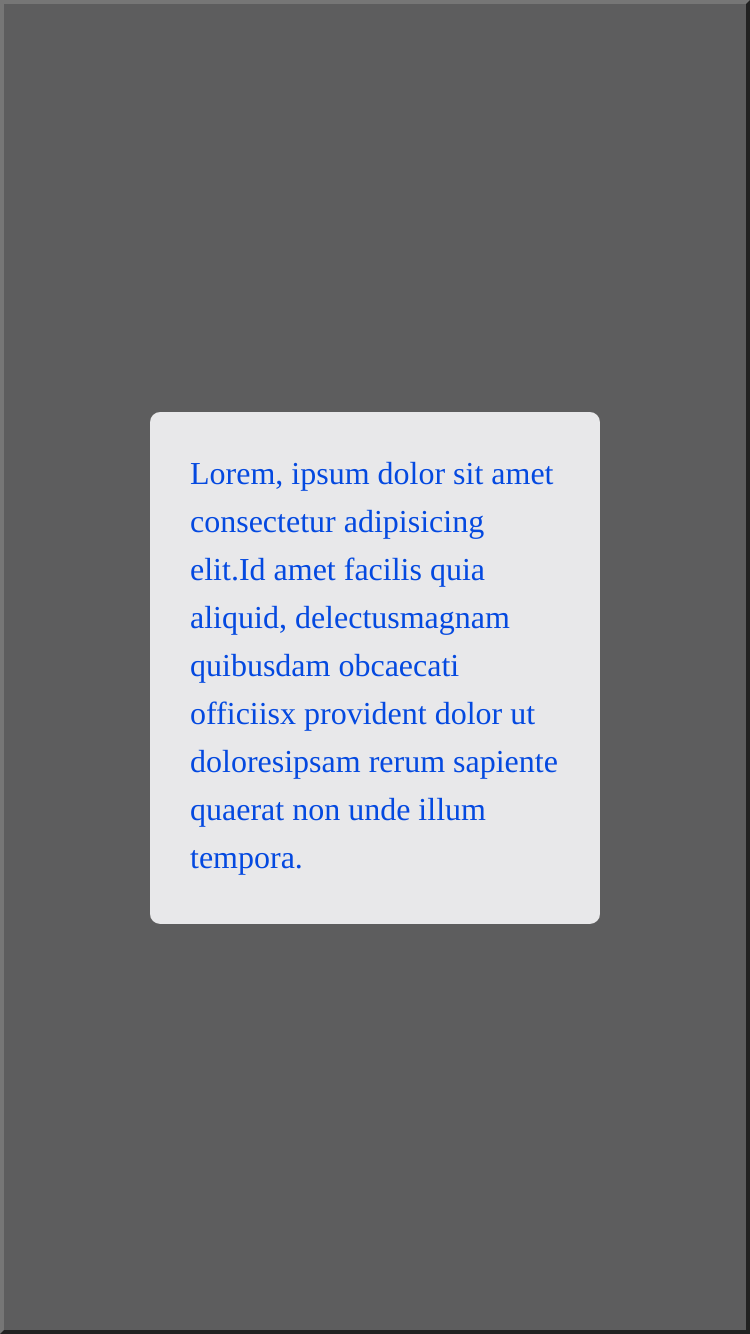 Lorem, ipsum dolor sit amet
consectetur adipisicing
elit.Id amet facilis quia
aliquid, delectusmagnam
quibusdam obcaecati
officiisx provident dolor ut
doloresipsam rerum sapiente
quaerat non unde illum
tempora.